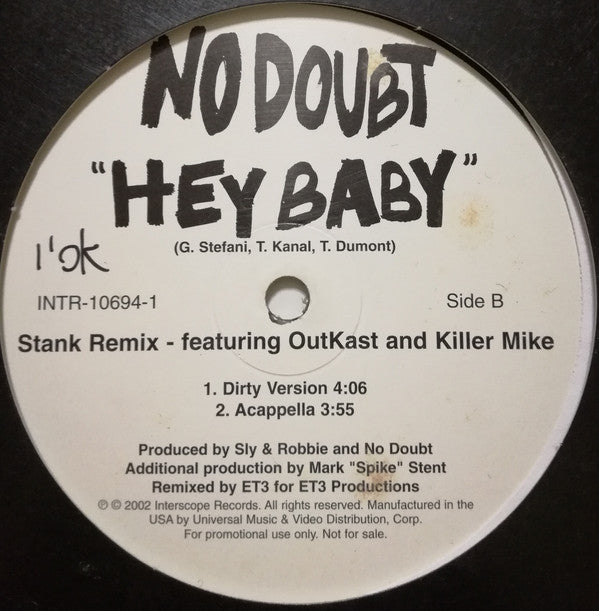 NO DOUBT
"HEY BABY"
(G. Stefani, T. Kanal, T. Dumont)
INTR-10694-1
Side B
Stank Remix - featuring OutKast and Killer Mike
1. Dirty Version 4:06
2. Acappella 3:55
Produced by Sly & Robbie and No Doubt
Additional production by Mark "Spike" Stent
Remixed by ET3 for ET3 Productions
℗ © 2002 Interscope Records. All rights reserved. Manufactured in the
USA by Universal Music & Video Distribution, Corp.
For promotional use only. Not for sale.